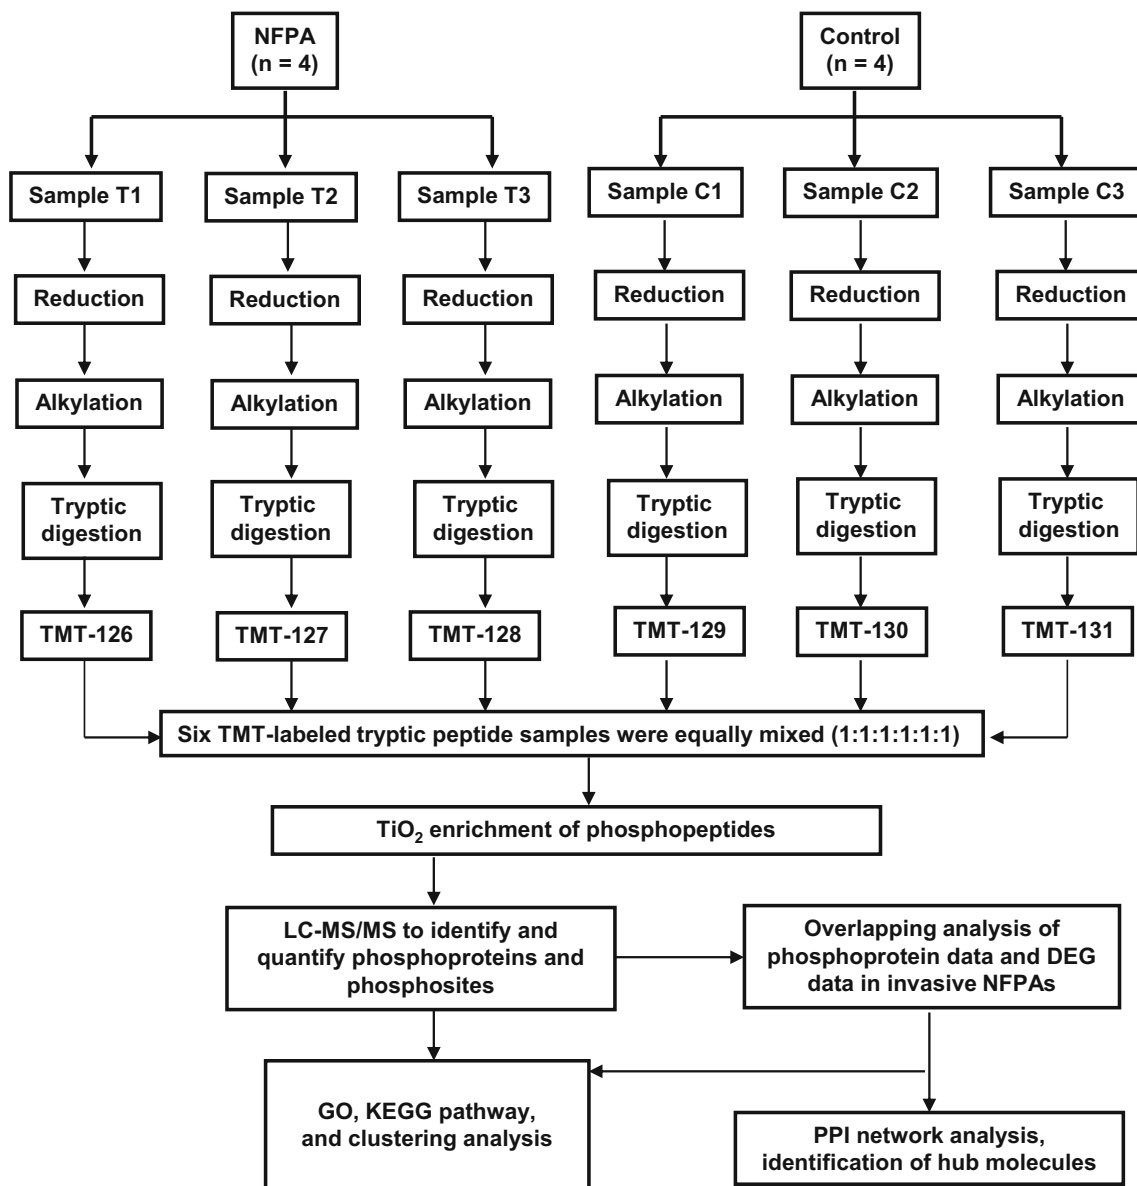 NFPA
(n = 4)
Control
(n = 4)
Sample T1
Sample T2
Sample T3
Sample C1
Sample C2
Sample C3
Reduction
Reduction
Reduction
Reduction
Reduction
Reduction
Alkylation
Alkylation
Alkylation
Alkylation
Alkylation
Alkylation
Tryptic
digestion
Tryptic
digestion
Tryptic
digestion
Tryptic
digestion
Tryptic
digestion
Tryptic
digestion
TMT-126
TMT-127
TMT-128
TMT-129
TMT-130
TMT-131
Six TMT-labeled tryptic peptide samples were equally mixed (1:1:1:1:1:1)
TiO2 enrichment of phosphopeptides
LC-MS/MS to identify and
quantify phosphoproteins and
phosphosites
Overlapping analysis of
phosphoprotein data and DEG
data in invasive NFPAs
GO, KEGG pathway,
and clustering analysis
PPI network analysis,
identification of hub molecules